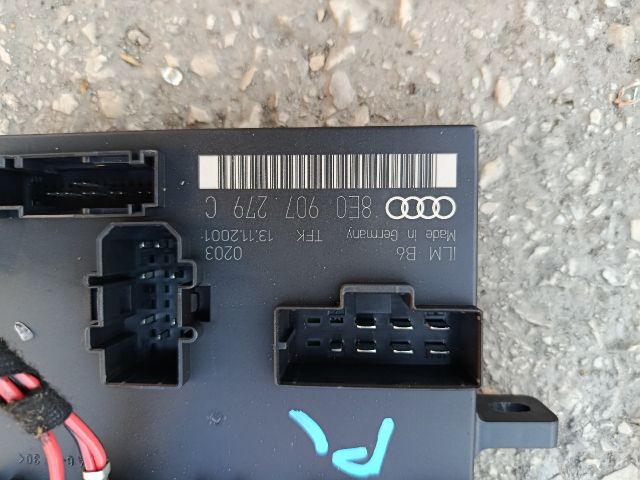 8E0 907 279 C
Made in Germany TFK 13.11.2001
ILM B6 0203